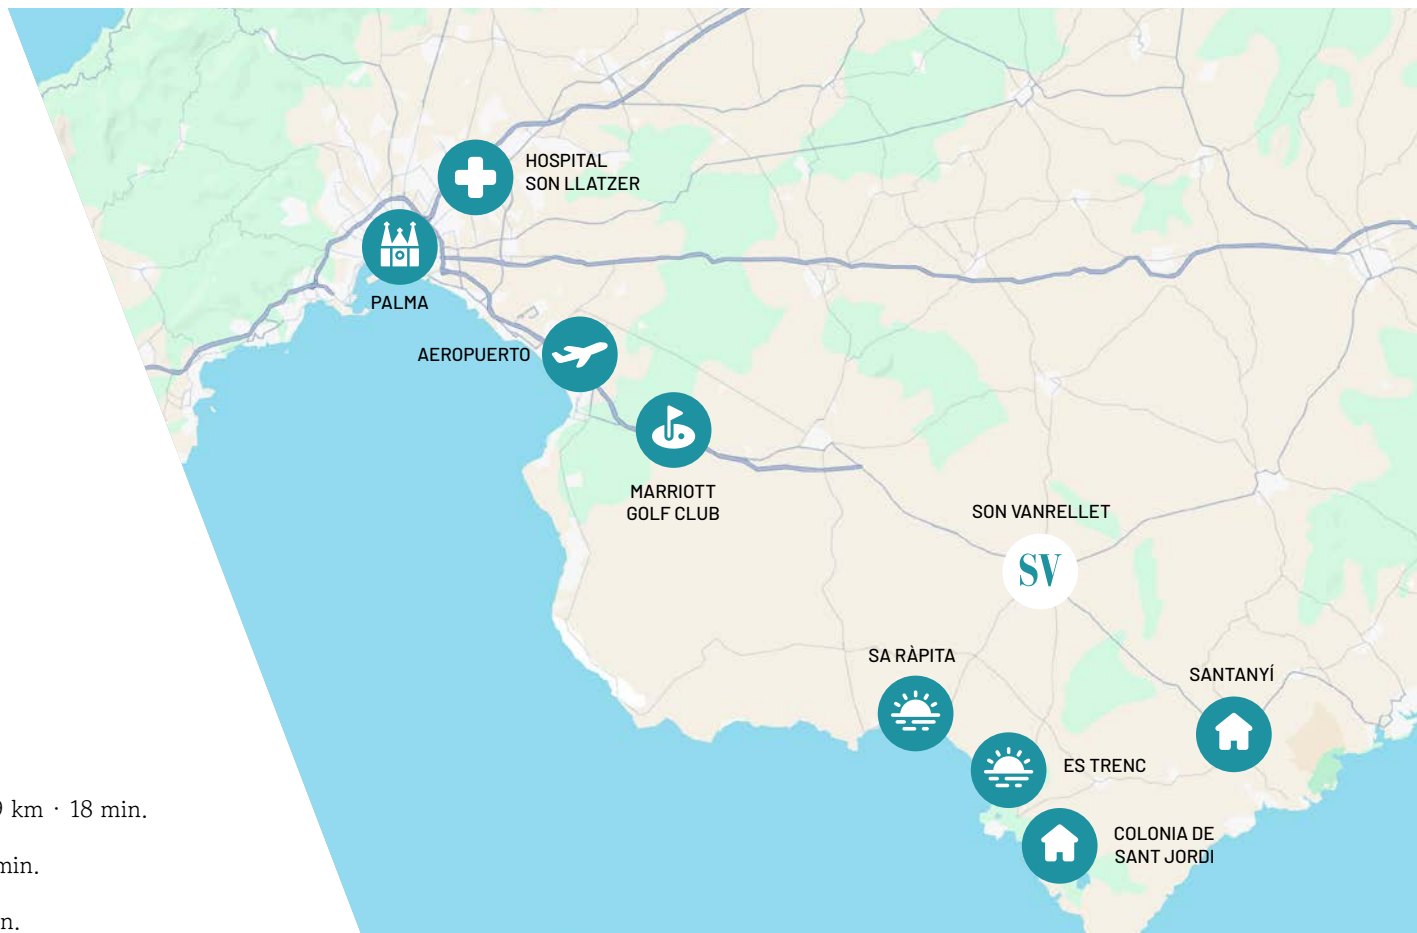 HOSPITAL
SON LLATZER
PALMA
AEROPUERTO
MARRIOTT
GOLF CLUB
SON VANRELLET
SV
SA RÀPITA
SANTANYÍ
ES TRENC
km · 18 min.
COLONIA DE
SANT JORDI
min.